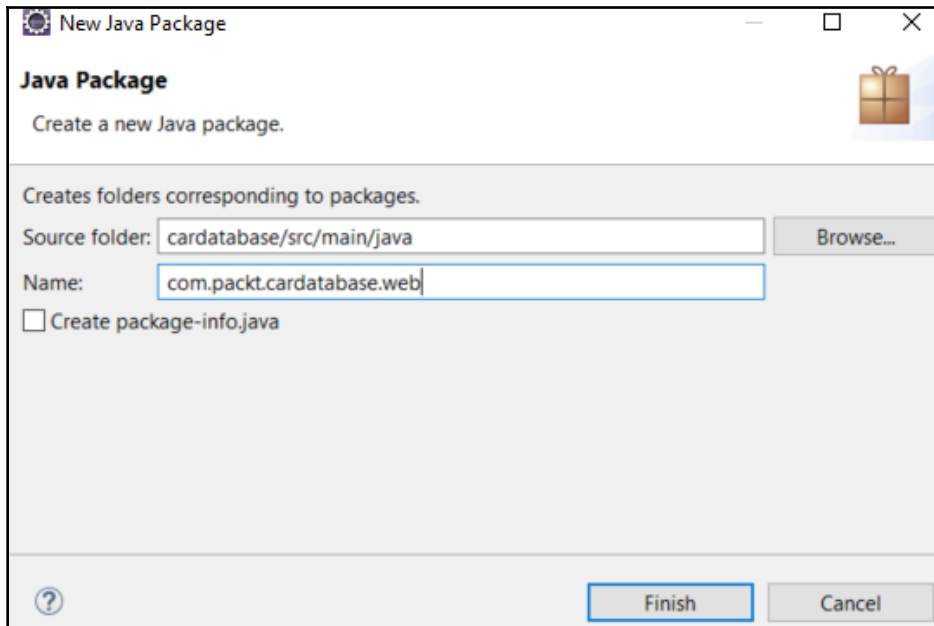 New Java Package
Java Package
Create a new Java package.
Creates folders corresponding to packages.
Source folder: cardatabase/src/main/java Browse...
Name: com.packt.cardatabase.web
Create package-info.java
? Finish Cancel